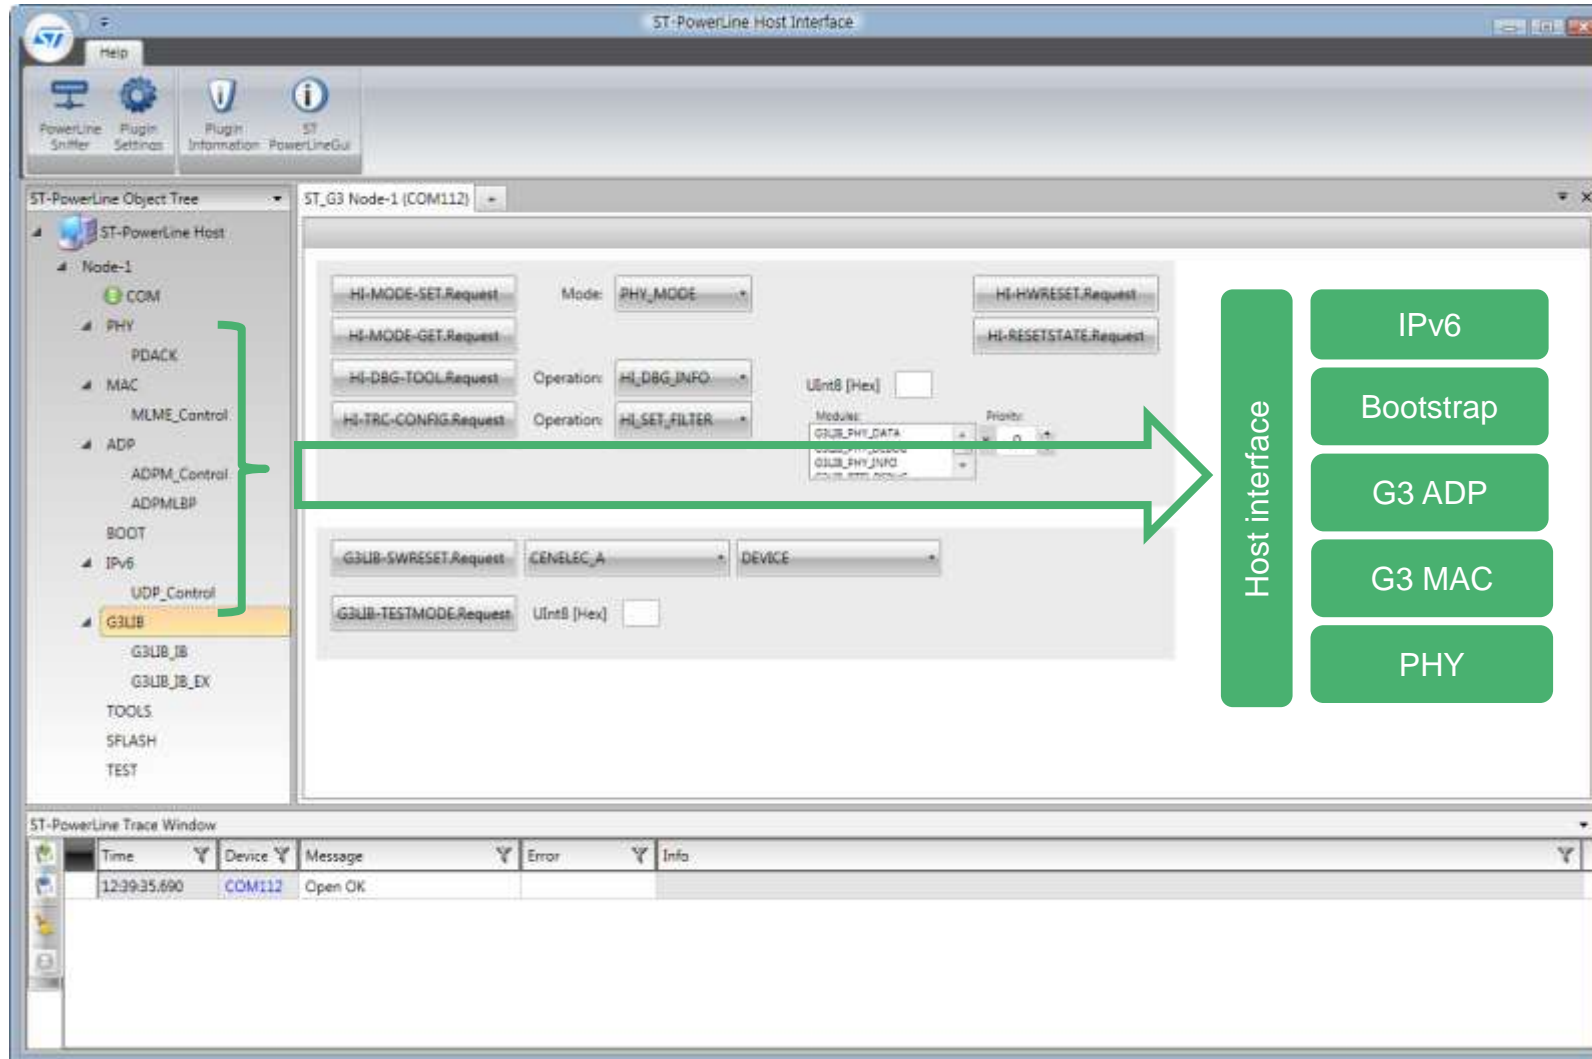 ST-PowerLine Host Interface
Help
PowerLine Sniffer
Plugin Settings
Plugin Information
ST PowerLineGui
ST-PowerLine Object Tree
ST-PowerLine Host
Node-1
COM
PHY
PDACK
MAC
MLME_Control
ADP
ADPM_Control
ADPMLBP
BOOT
IPv6
UDP_Control
G3LIB
G3LIB_IB
G3LIB_IB_EX
TOOLS
SFLASH
TEST
ST_G3 Node-1 (COM112)
HI-MODE-SET.Request Mode: PHY_MODE HI-HWRESET.Request
HI-MODE-GET.Request HI-RESETSTATE.Request
HI-DBG-TOOL.Request Operation: HI_DBG_INFO UInt8 [Hex]
HI-TRC-CONFIG.Request Operation: HI_SET_FILTER
Modules: Priority:
G3LIB_PHY_DATA 0
G3LIB_PHY_DEBUG
G3LIB_PHY_INFO
G3LIB-SWRESET.Request CENELEC_A DEVICE
G3LIB-TESTMODE.Request UInt8 [Hex]
Host interface
IPv6
Bootstrap
G3 ADP
G3 MAC
PHY
ST-PowerLine Trace Window
Time Device Message Error Info
12:39:35.690 COM112 Open OK